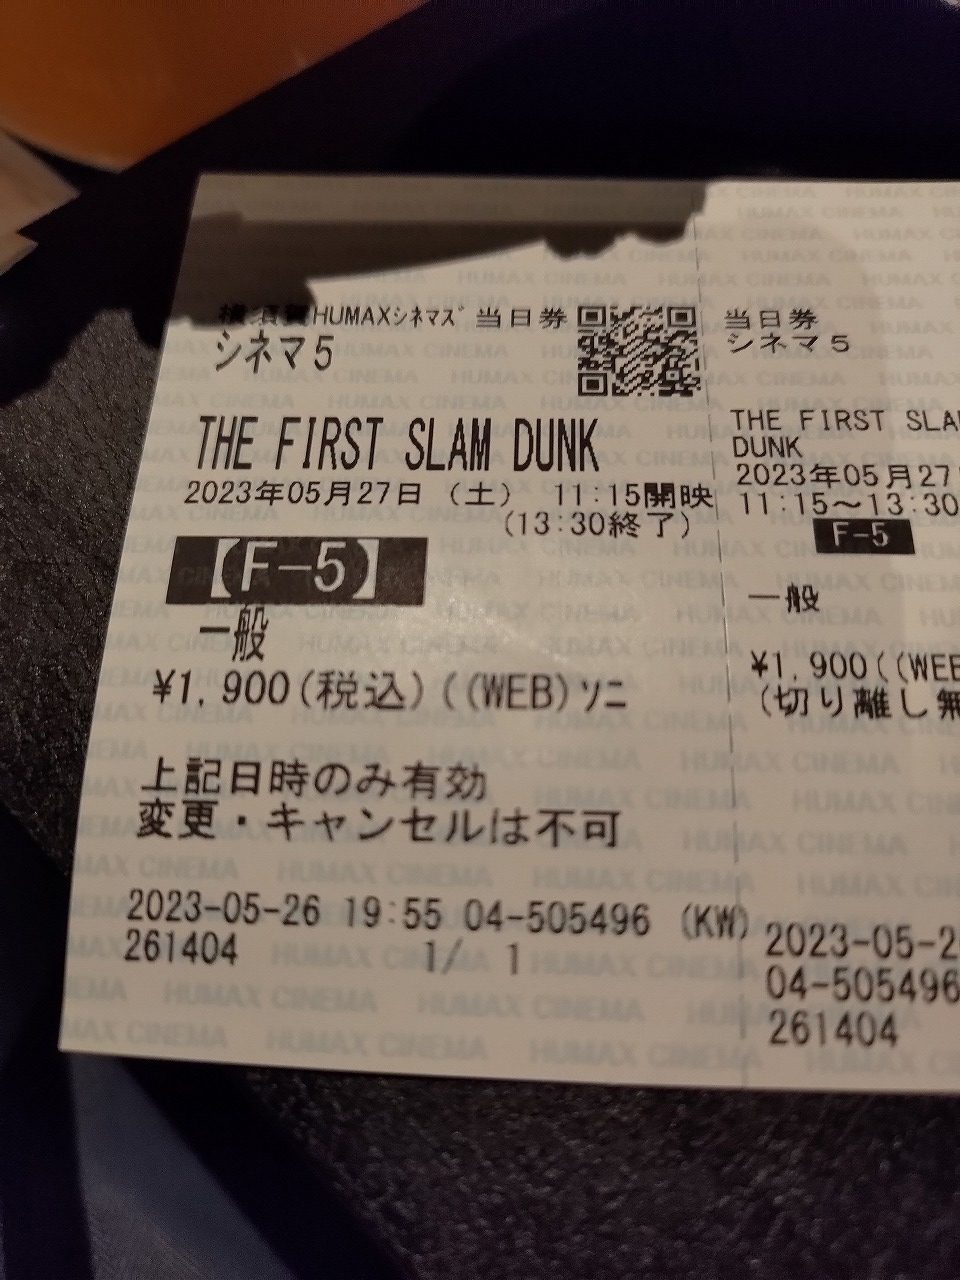 横須賀HUMAXシネマズ 当日券
シネマ5
THE FIRST SLAM DUNK
2023年05月27日 (土) 11:15開映
(13:30終了)
【F-5】
一般
¥1,900(税込)((WEB)ソニ
上記日時のみ有効
変更・キャンセルは不可
2023-05-26 19:55 04-505496 (KW)
261404 1/ 1
当日券
シネマ5
THE FIRST SLA
DUNK
2023年05月27
11:15～13:30
F-5
一般
¥1,900((WEB
(切り離し無
2023-05-2
04-505496
261404
HUMAX CINEMA